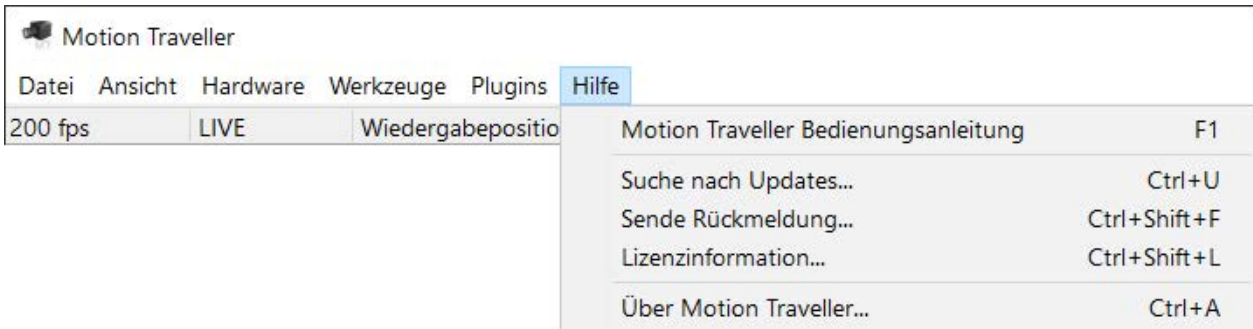 Motion Traveller
Datei Ansicht Hardware Werkzeuge Plugins Hilfe
200 fps LIVE Wiedergabepositio
Motion Traveller Bedienungsanleitung F1
Suche nach Updates... Ctrl+U
Sende Rückmeldung... Ctrl+Shift+F
Lizenzinformation... Ctrl+Shift+L
Über Motion Traveller... Ctrl+A